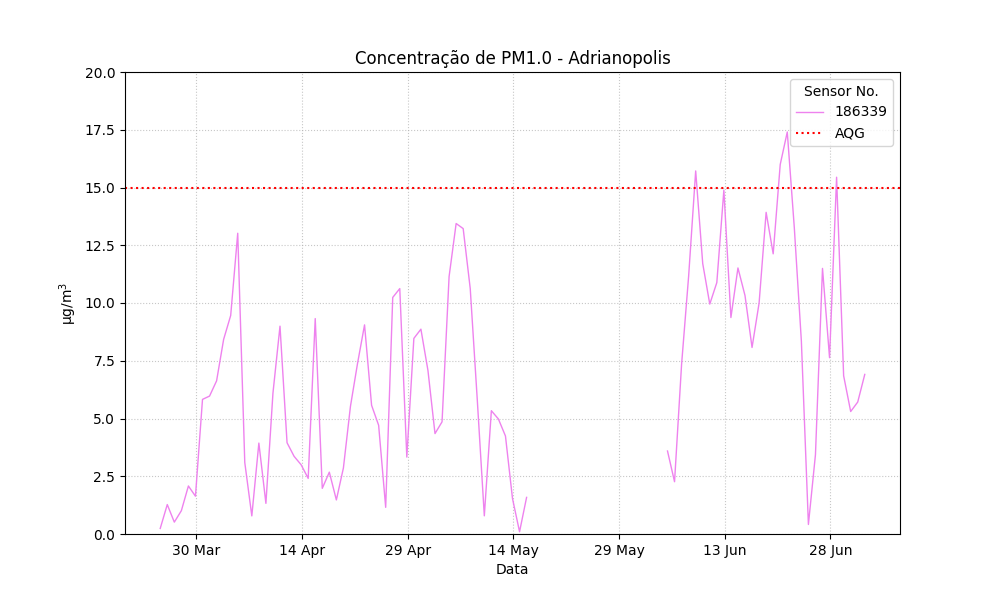 Concentração de PM1.0 - Adrianopolis
Sensor No.
186339
AQG
20.0
17.5
15.0
12.5
10.0
7.5
5.0
2.5
0.0
µg/m³
30 Mar
14 Apr
29 Apr
14 May
29 May
13 Jun
28 Jun
Data